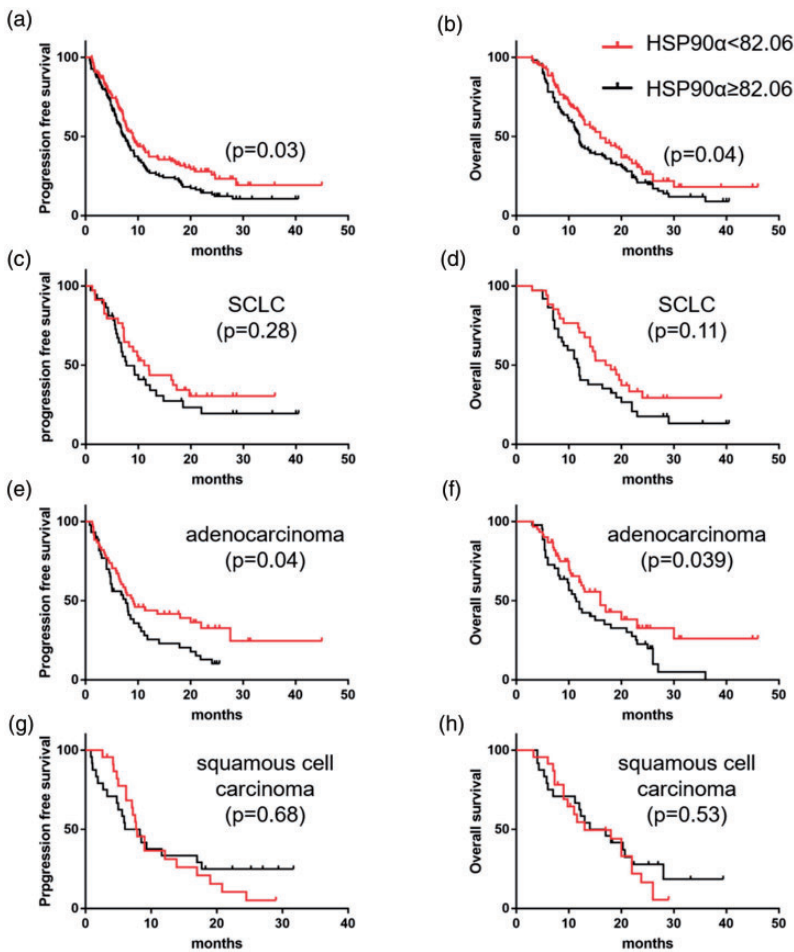 (a)
Progression free survival
100
50
0
(p=0.03)
0 10 20 30 40 50
months
(b)
Overall survival
100
50
0
HSP90α<82.06
HSP90α≥82.06
(p=0.04)
0 10 20 30 40 50
months
(c)
progression free survival
100
50
0
SCLC
(p=0.28)
0 10 20 30 40 50
months
(d)
Overall survival
100
50
0
SCLC
(p=0.11)
0 10 20 30 40 50
months
(e)
Progression free survival
100
50
0
adenocarcinoma
(p=0.04)
0 10 20 30 40 50
months
(f)
Overall survival
100
50
0
adenocarcinoma
(p=0.039)
0 10 20 30 40 50
months
(g)
Prpgression free survival
100
50
0
squamous cell
carcinoma
(p=0.68)
0 10 20 30 40
months
(h)
Overall survival
100
50
0
squamous cell
carcinoma
(p=0.53)
0 10 20 30 40 50
months